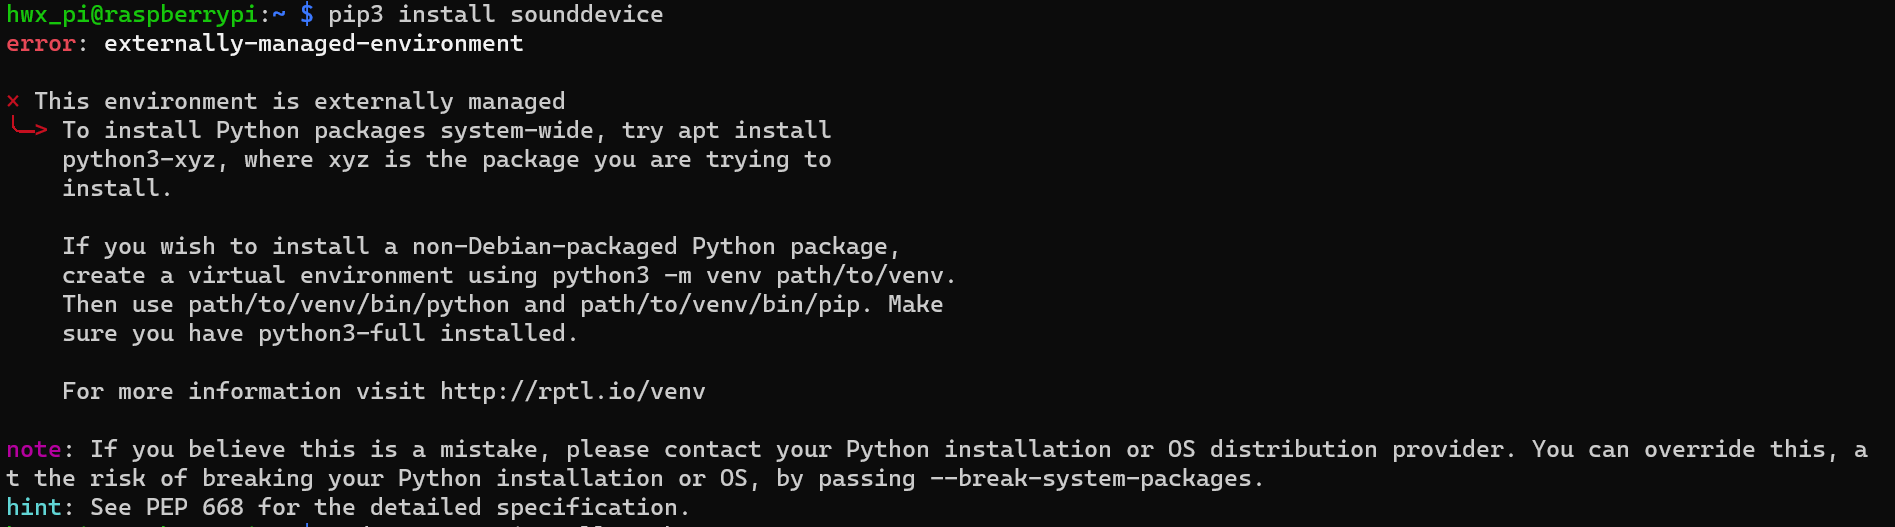 hwx_pi@raspberrypi:~ $ pip3 install sounddevice
error: externally-managed-environment
× This environment is externally managed
╰─> To install Python packages system-wide, try apt install
python3-xyz, where xyz is the package you are trying to
install.
If you wish to install a non-Debian-packaged Python package,
create a virtual environment using python3 -m venv path/to/venv.
Then use path/to/venv/bin/python and path/to/venv/bin/pip. Make
sure you have python3-full installed.
For more information visit http://rptl.io/venv
note: If you believe this is a mistake, please contact your Python installation or OS distribution provider. You can override this, a
t the risk of breaking your Python installation or OS, by passing --break-system-packages.
hint: See PEP 668 for the detailed specification.